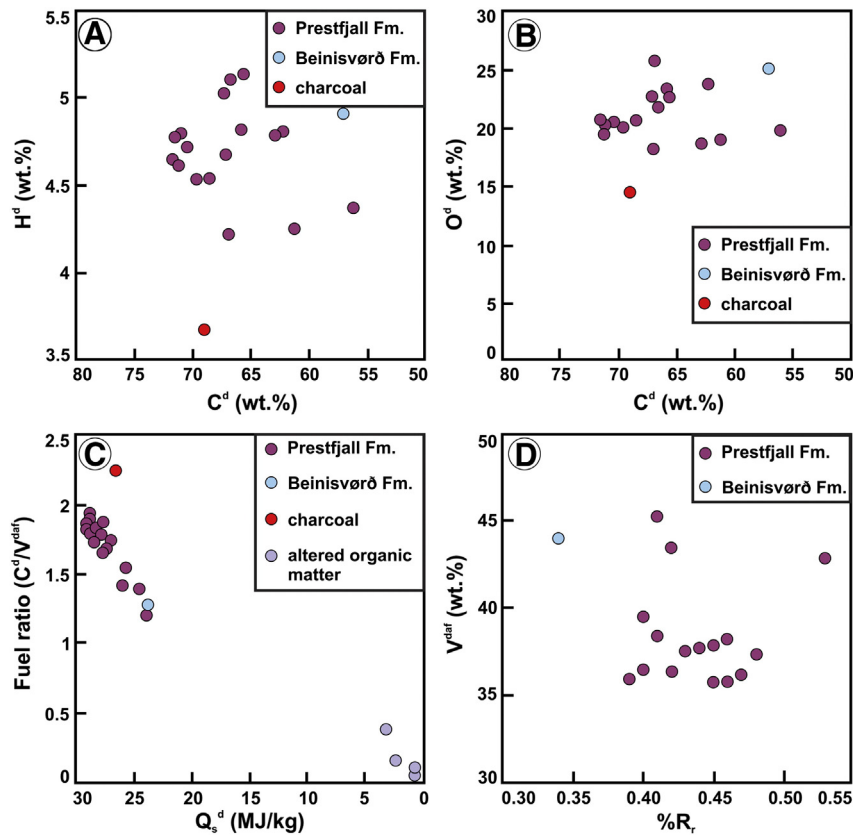 A
5.5
5
4.5
4
3.5
H^d (wt.%)
80 75 70 65 60 55 50
C^d (wt.%)
Prestfjall Fm.
Beinisvørð Fm.
charcoal
B
30
25
20
15
10
5
0
O^d (wt.%)
80 75 70 65 60 55 50
C^d (wt.%)
Prestfjall Fm.
Beinisvørð Fm.
charcoal
C
2.5
2
1.5
1
0.5
0
Fuel ratio (C^d/V^daf)
30 25 20 15 10 5 0
Q_s^d (MJ/kg)
Prestfjall Fm.
Beinisvørð Fm.
charcoal
altered organic
matter
D
50
45
40
35
30
V^daf (wt.%)
0.30 0.35 0.40 0.45 0.50 0.55
%R_r
Prestfjall Fm.
Beinisvørð Fm.